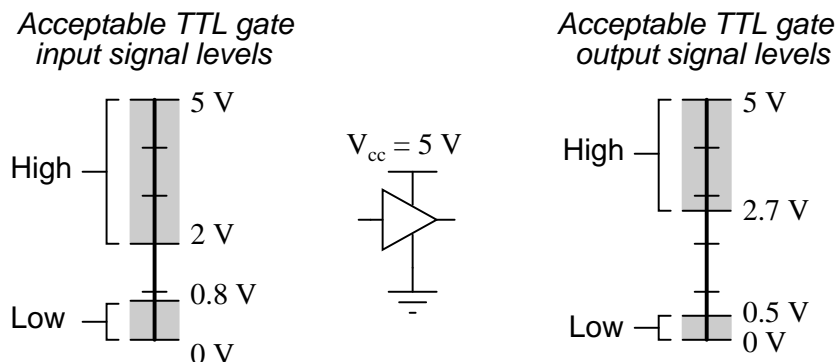 Acceptable TTL gate
input signal levels
High
5 V
2 V
Low
0.8 V
0 V
Vcc = 5 V
Acceptable TTL gate
output signal levels
High
5 V
2.7 V
Low
0.5 V
0 V